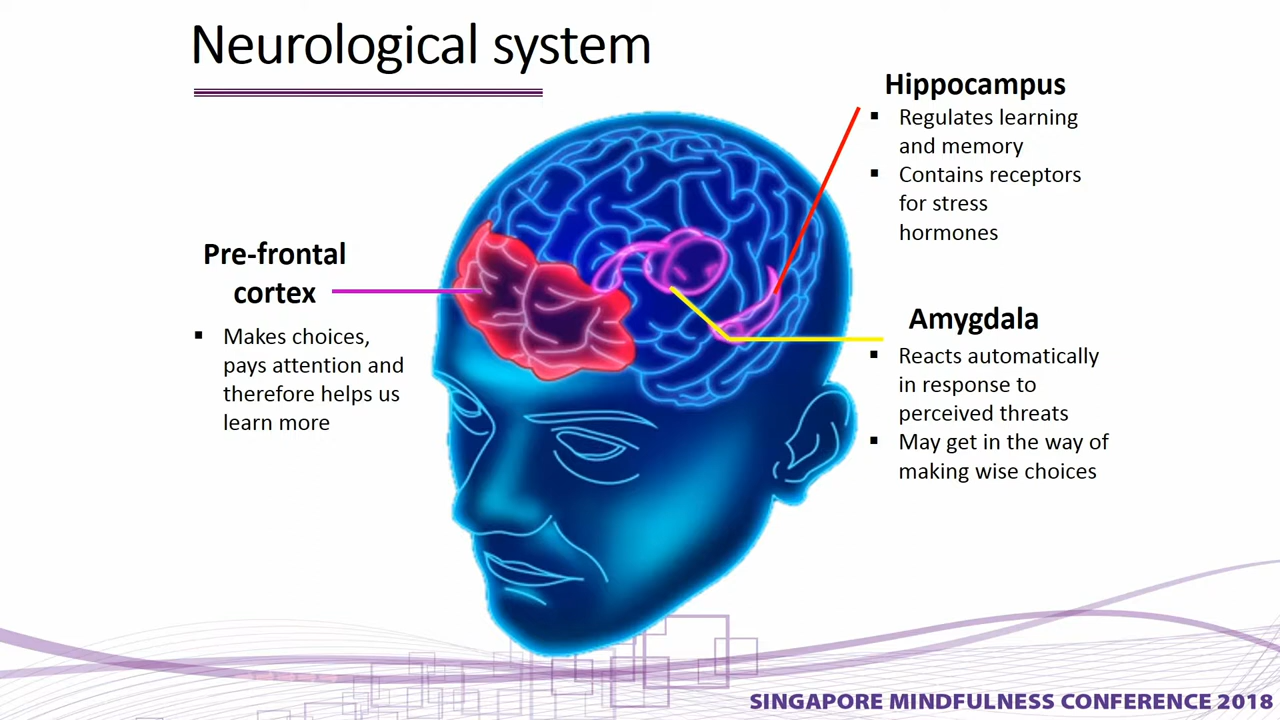 Neurological system
Hippocampus
▪ Regulates learning
and memory
▪ Contains receptors
for stress
hormones
Pre-frontal
cortex
▪ Makes choices,
pays attention and
therefore helps us
learn more
Amygdala
▪ Reacts automatically
in response to
perceived threats
▪ May get in the way of
making wise choices
SINGAPORE MINDFULNESS CONFERENCE 2018